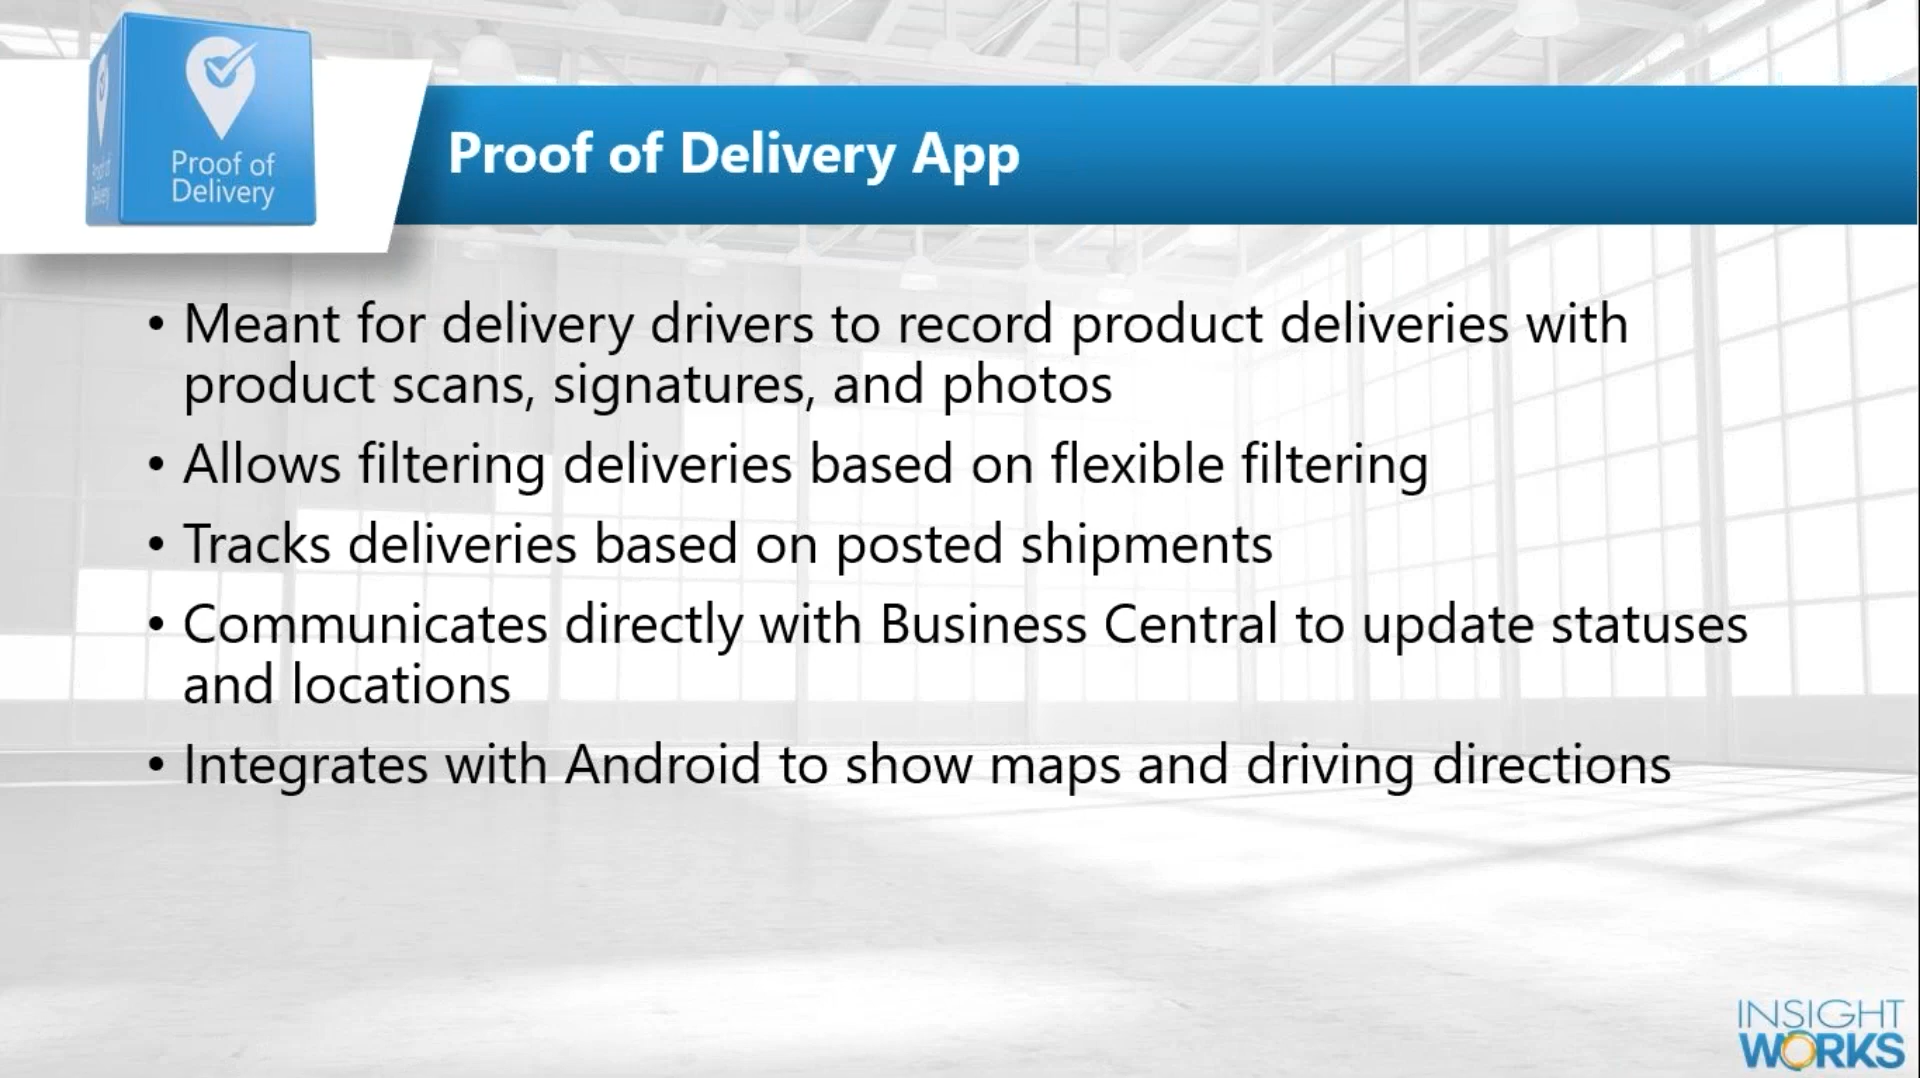 Proof of
Delivery
Proof of Delivery App
• Meant for delivery drivers to record product deliveries with
product scans, signatures, and photos
• Allows filtering deliveries based on flexible filtering
• Tracks deliveries based on posted shipments
• Communicates directly with Business Central to update statuses
and locations
• Integrates with Android to show maps and driving directions
INSIGHT
WORKS